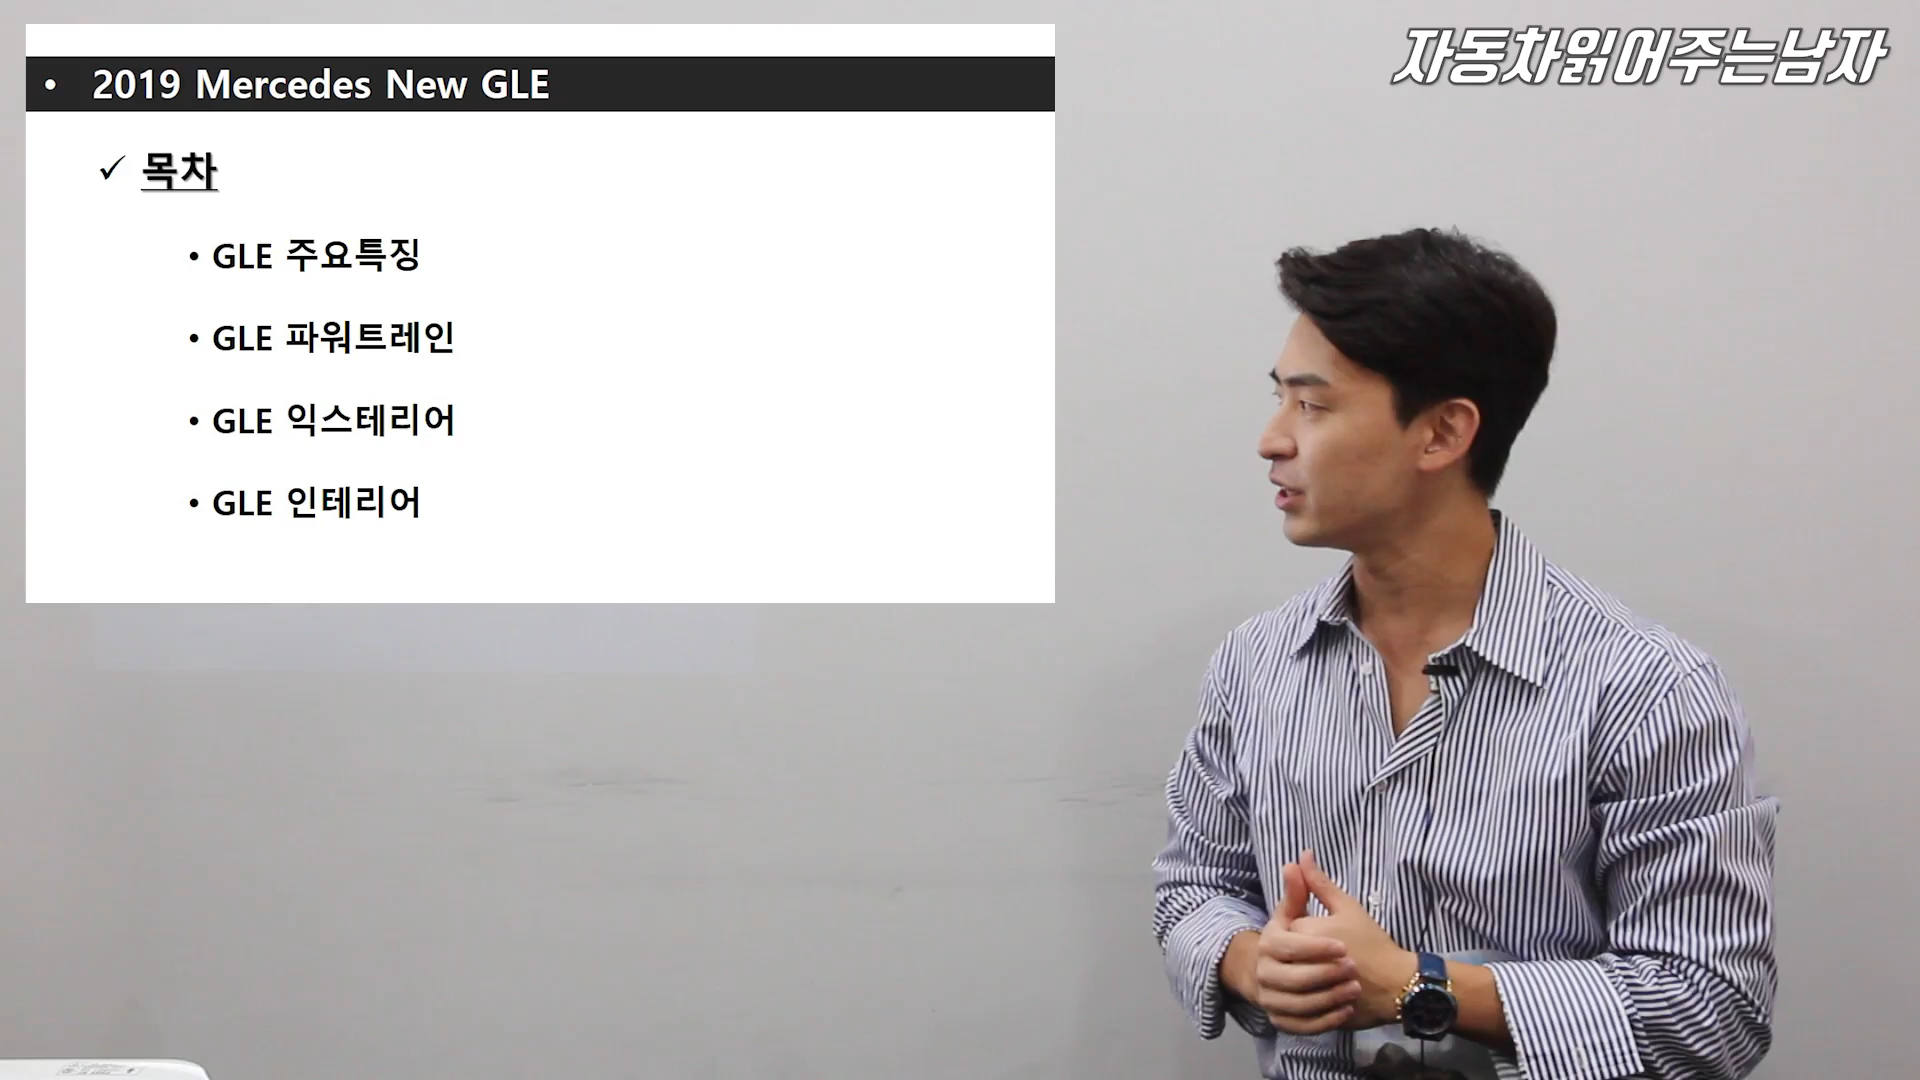 자동차읽어주는남자
• 2019 Mercedes New GLE
✓ 목차
• GLE 주요특징
• GLE 파워트레인
• GLE 익스테리어
• GLE 인테리어